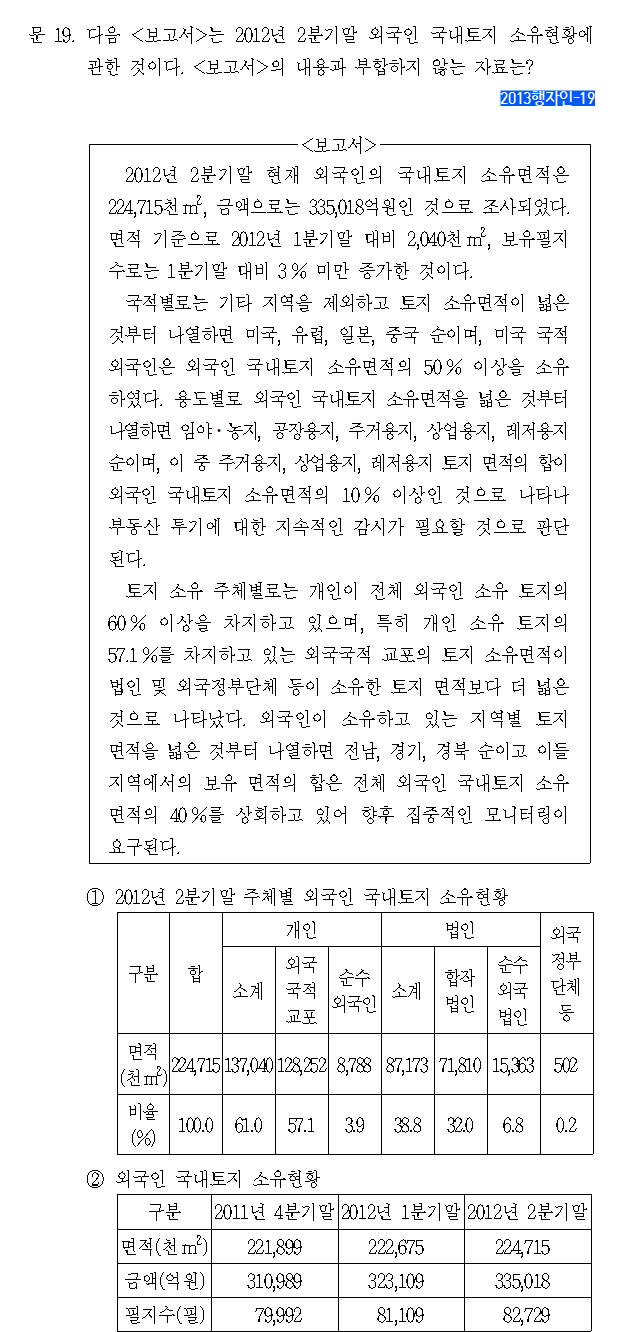 문 19. 다음 <보고서>는 2012년 2분기말 외국인 국내토지 소유현황에
관한 것이다. <보고서>의 내용과 부합하지 않는 자료는?
2013행자인-19
<보고서>
2012년 2분기말 현재 외국인의 국내토지 소유면적은
224,715천㎡, 금액으로는 335,018억원인 것으로 조사되었다.
면적 기준으로 2012년 1분기말 대비 2,040천㎡, 보유필지
수로는 1분기말 대비 3% 미만 증가한 것이다.
국적별로는 기타 지역을 제외하고 토지 소유면적이 넓은
것부터 나열하면 미국, 유럽, 일본, 중국 순이며, 미국 국적
외국인은 외국인 국내토지 소유면적의 50% 이상을 소유
하였다. 용도별로 외국인 국내토지 소유면적을 넓은 것부터
나열하면 임야·농지, 공장용지, 주거용지, 상업용지, 레저용지
순이며, 이 중 주거용지, 상업용지, 레저용지 토지 면적의 합이
외국인 국내토지 소유면적의 10% 이상인 것으로 나타나
부동산 투기에 대한 지속적인 감시가 필요할 것으로 판단
된다.
토지 소유 주체별로는 개인이 전체 외국인 소유 토지의
60% 이상을 차지하고 있으며, 특히 개인 소유 토지의
57.1%를 차지하고 있는 외국국적 교포의 토지 소유면적이
법인 및 외국정부단체 등이 소유한 토지 면적보다 더 넓은
것으로 나타났다. 외국인이 소유하고 있는 지역별 토지
면적을 넓은 것부터 나열하면 전남, 경기, 경북 순이고 이들
지역에서의 보유 면적의 합은 전체 외국인 국내토지 소유
면적의 40%를 상회하고 있어 향후 집중적인 모니터링이
요구된다.
① 2012년 2분기말 주체별 외국인 국내토지 소유현황
구분 합 개인 법인 외국정부단체 등
소계 외국국적교포 순수외국인 소계 합작법인 순수외국법인
면적(천㎡) 224,715 137,040 128,252 8,788 87,173 71,810 15,363 502
비율(%) 100.0 61.0 57.1 3.9 38.8 32.0 6.8 0.2
② 외국인 국내토지 소유현황
구분 2011년 4분기말 2012년 1분기말 2012년 2분기말
면적(천㎡) 221,899 222,675 224,715
금액(억원) 310,989 323,109 335,018
필지수(필) 79,992 81,109 82,729